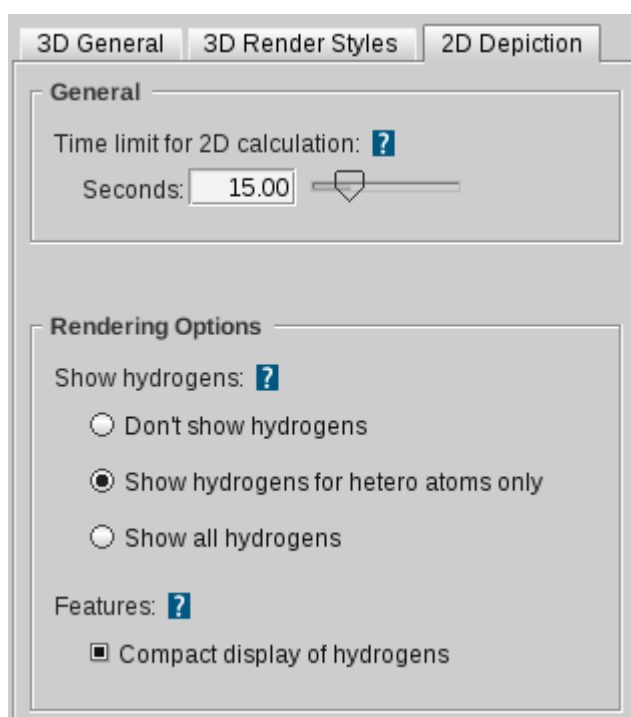 3D General 3D Render Styles 2D Depiction
General
Time limit for 2D calculation: ?
Seconds: 15.00
Rendering Options
Show hydrogens: ?
Don't show hydrogens
Show hydrogens for hetero atoms only
Show all hydrogens
Features: ?
Compact display of hydrogens